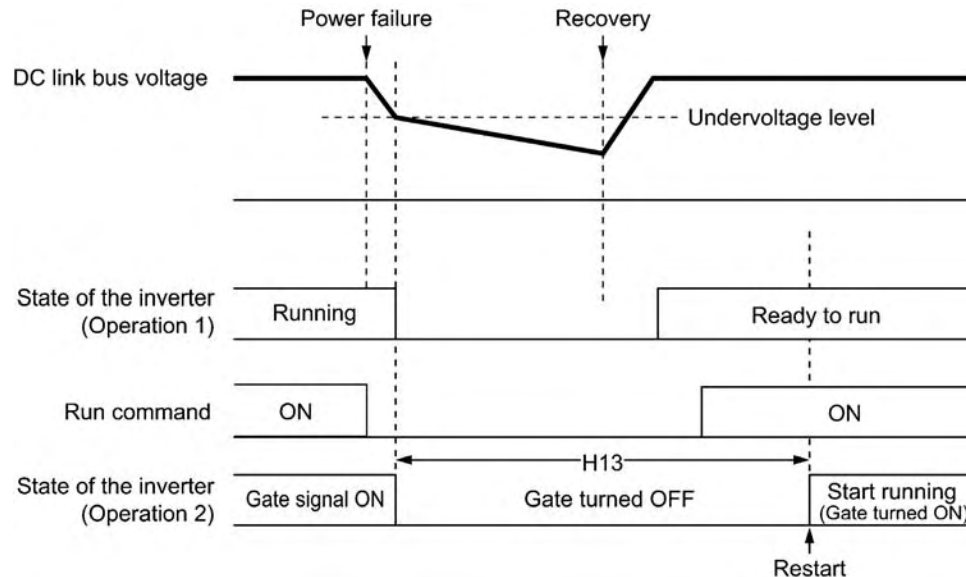 Power failure
Recovery
DC link bus voltage
Undervoltage level
State of the inverter
(Operation 1)
Running
Ready to run
Run command
ON
ON
H13
State of the inverter
(Operation 2)
Gate signal ON
Gate turned OFF
Start running
(Gate turned ON)
Restart